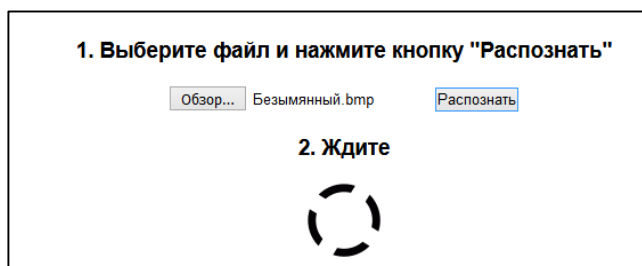 1. Выберите файл и нажмите кнопку "Распознать"
Обзор... Безымянный.bmp Распознать
2. Ждите